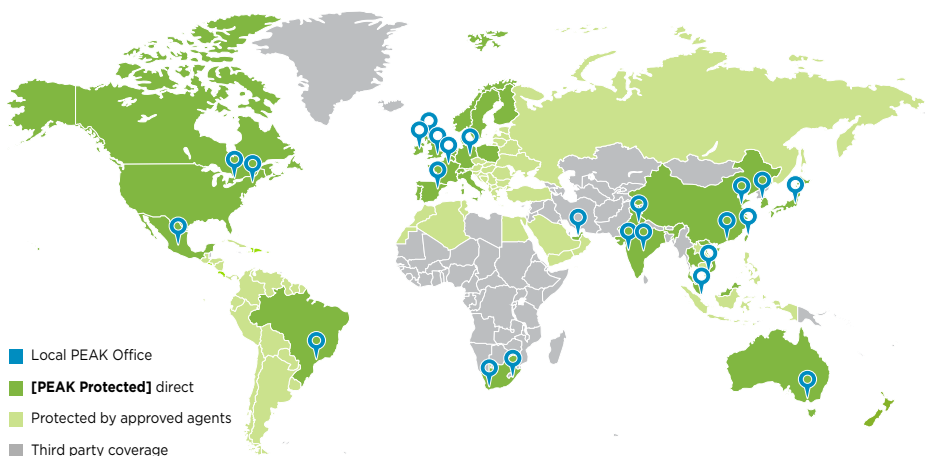 Local PEAK Office
[PEAK Protected] direct
Protected by approved agents
Third party coverage